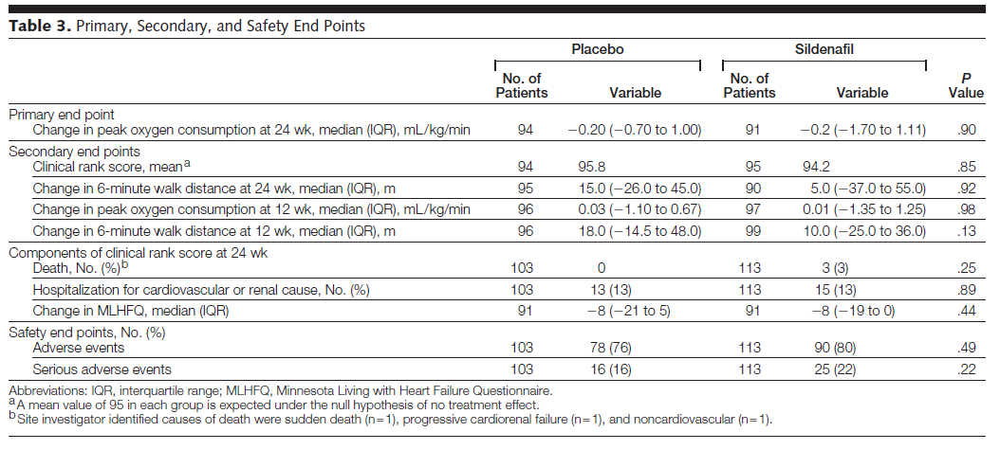 Table 3. Primary, Secondary, and Safety End Points
Placebo Sildenafil
No. of Patients Variable No. of Patients Variable P Value
Primary end point
Change in peak oxygen consumption at 24 wk, median (IQR), mL/kg/min 94 −0.20 (−0.70 to 1.00) 91 −0.2 (−1.70 to 1.11) .90
Secondary end points
Clinical rank score, meanᵃ 94 95.8 95 94.2 .85
Change in 6-minute walk distance at 24 wk, median (IQR), m 95 15.0 (−26.0 to 45.0) 90 5.0 (−37.0 to 55.0) .92
Change in peak oxygen consumption at 12 wk, median (IQR), mL/kg/min 96 0.03 (−1.10 to 0.67) 97 0.01 (−1.35 to 1.25) .98
Change in 6-minute walk distance at 12 wk, median (IQR), m 96 18.0 (−14.5 to 48.0) 99 10.0 (−25.0 to 36.0) .13
Components of clinical rank score at 24 wk
Death, No. (%)ᵇ 103 0 113 3 (3) .25
Hospitalization for cardiovascular or renal cause, No. (%) 103 13 (13) 113 15 (13) .89
Change in MLHFQ, median (IQR) 91 −8 (−21 to 5) 91 −8 (−19 to 0) .44
Safety end points, No. (%)
Adverse events 103 78 (76) 113 90 (80) .49
Serious adverse events 103 16 (16) 113 25 (22) .22
Abbreviations: IQR, interquartile range; MLHFQ, Minnesota Living with Heart Failure Questionnaire.
ᵃA mean value of 95 in each group is expected under the null hypothesis of no treatment effect.
ᵇSite investigator identified causes of death were sudden death (n=1), progressive cardiorenal failure (n=1), and noncardiovascular (n=1).